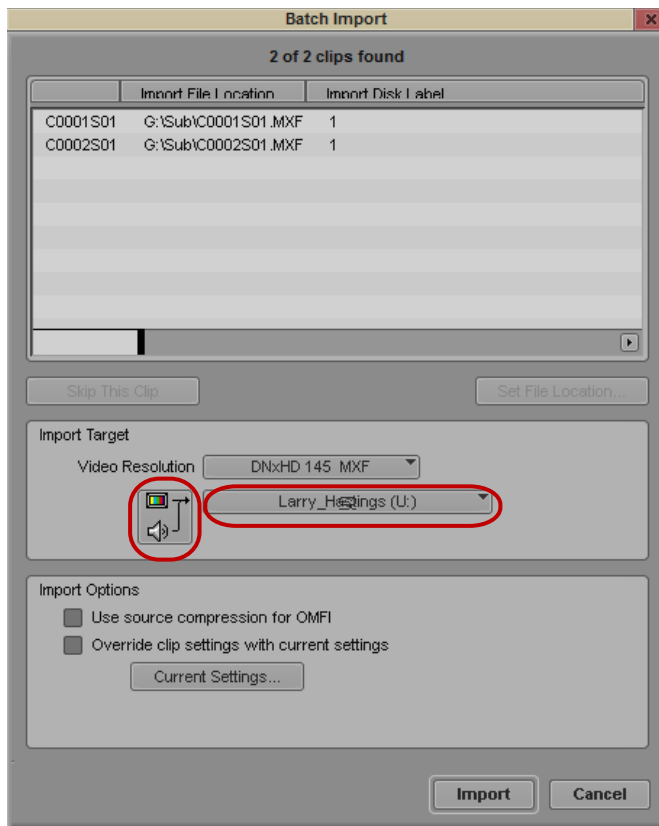 Batch Import
2 of 2 clips found
Import File Location Import Disk Label
C0001S01 G:\Sub\C0001S01.MXF 1
C0002S01 G:\Sub\C0002S01.MXF 1
Skip This Clip Set File Location...
Import Target
Video Resolution DNxHD 145 MXF
Larry_Hastings (U:)
Import Options
Use source compression for OMFI
Override clip settings with current settings
Current Settings...
Import Cancel